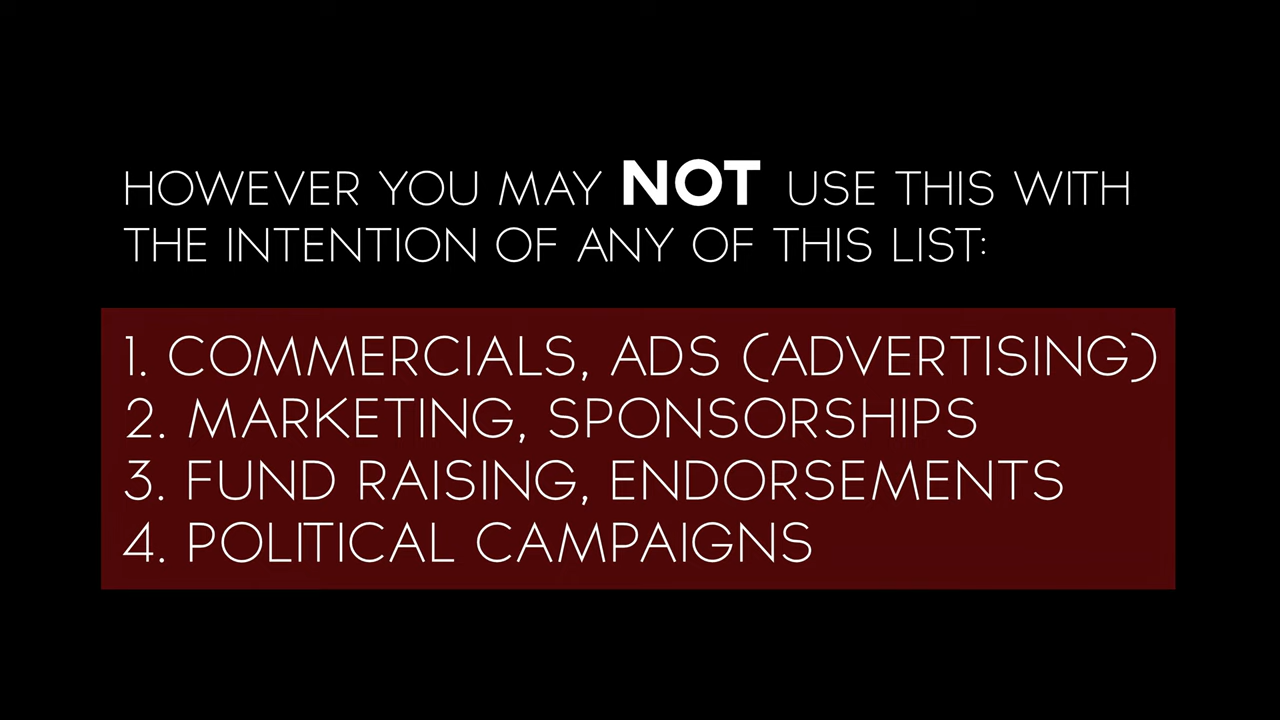 HOWEVER YOU MAY NOT USE THIS WITH
THE INTENTION OF ANY OF THIS LIST:
1. COMMERCIALS, ADS (ADVERTISING)
2. MARKETING, SPONSORSHIPS
3. FUND RAISING, ENDORSEMENTS
4. POLITICAL CAMPAIGNS